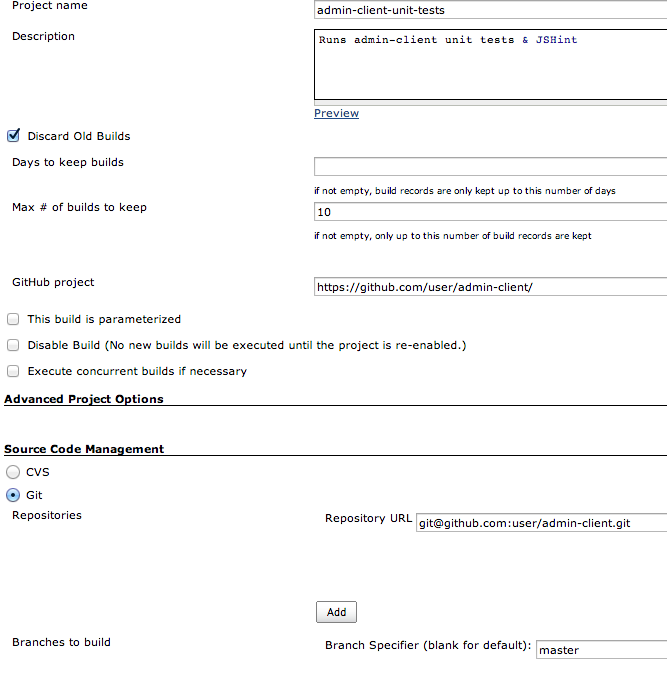 Project name
admin-client-unit-tests
Description
Runs admin-client unit tests & JSHint
Preview
Discard Old Builds
Days to keep builds
if not empty, build records are only kept up to this number of days
Max # of builds to keep
10
if not empty, only up to this number of build records are kept
GitHub project
https://github.com/user/admin-client/
This build is parameterized
Disable Build (No new builds will be executed until the project is re-enabled.)
Execute concurrent builds if necessary
Advanced Project Options
Source Code Management
CVS
Git
Repositories
Repository URL
git@github.com:user/admin-client.git
Add
Branches to build
Branch Specifier (blank for default):
master